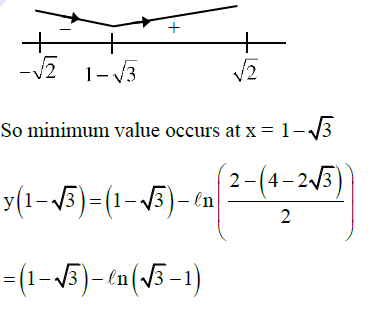 − +
−√2 1−√3 √2
So minimum value occurs at x = 1−√3
y(1−√3) = (1−√3) − ℓn((2−(4−2√3))/2)
= (1−√3) − ℓn(√3−1)